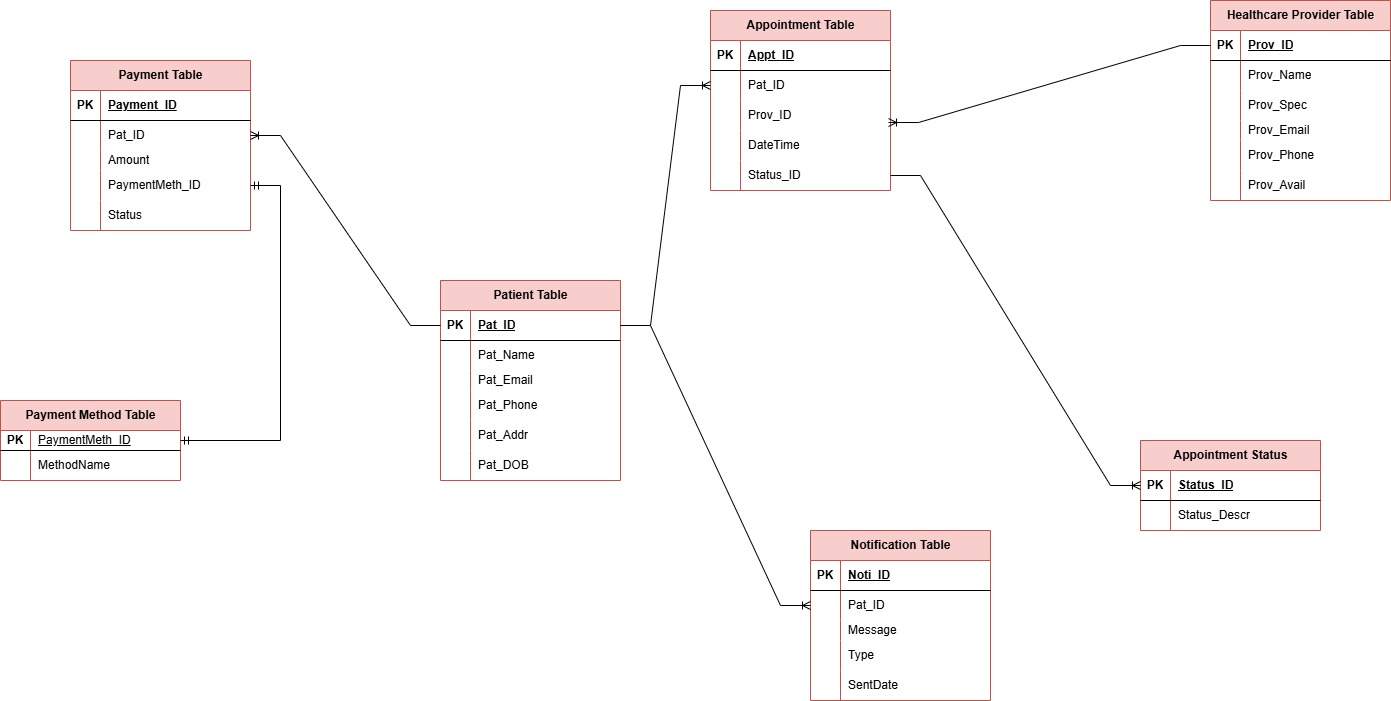 Payment Table
PK Payment_ID
Pat_ID
Amount
PaymentMeth_ID
Status
Payment Method Table
PK PaymentMeth_ID
MethodName
Patient Table
PK Pat_ID
Pat_Name
Pat_Email
Pat_Phone
Pat_Addr
Pat_DOB
Appointment Table
PK Appt_ID
Pat_ID
Prov_ID
DateTime
Status_ID
Healthcare Provider Table
PK Prov_ID
Prov_Name
Prov_Spec
Prov_Email
Prov_Phone
Prov_Avail
Appointment Status
PK Status_ID
Status_Descr
Notification Table
PK Noti_ID
Pat_ID
Message
Type
SentDate